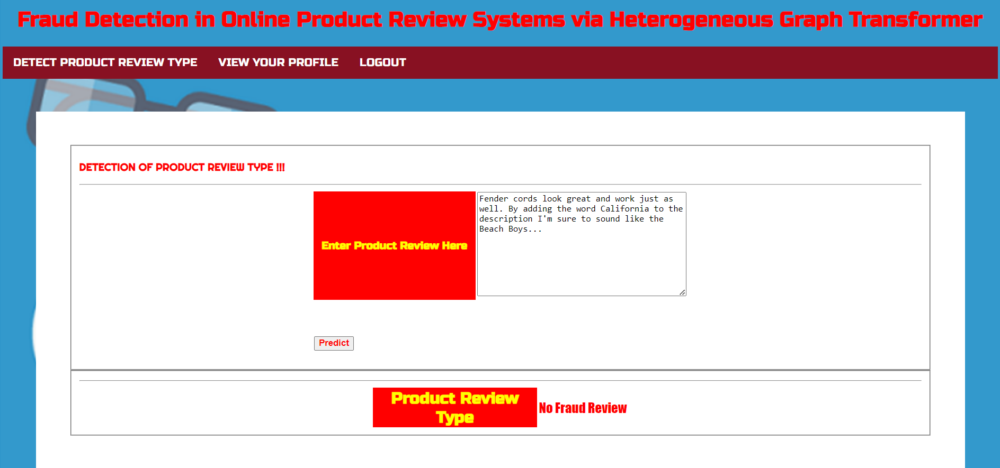 Fraud Detection in Online Product Review Systems via Heterogeneous Graph Transformer
DETECT PRODUCT REVIEW TYPE VIEW YOUR PROFILE LOGOUT
DETECTION OF PRODUCT REVIEW TYPE !!!
Enter Product Review Here
Fender cords look great and work just as
well. By adding the word California to the
description I'm sure to sound like the
Beach Boys...
Predict
Product Review
Type
No Fraud Review